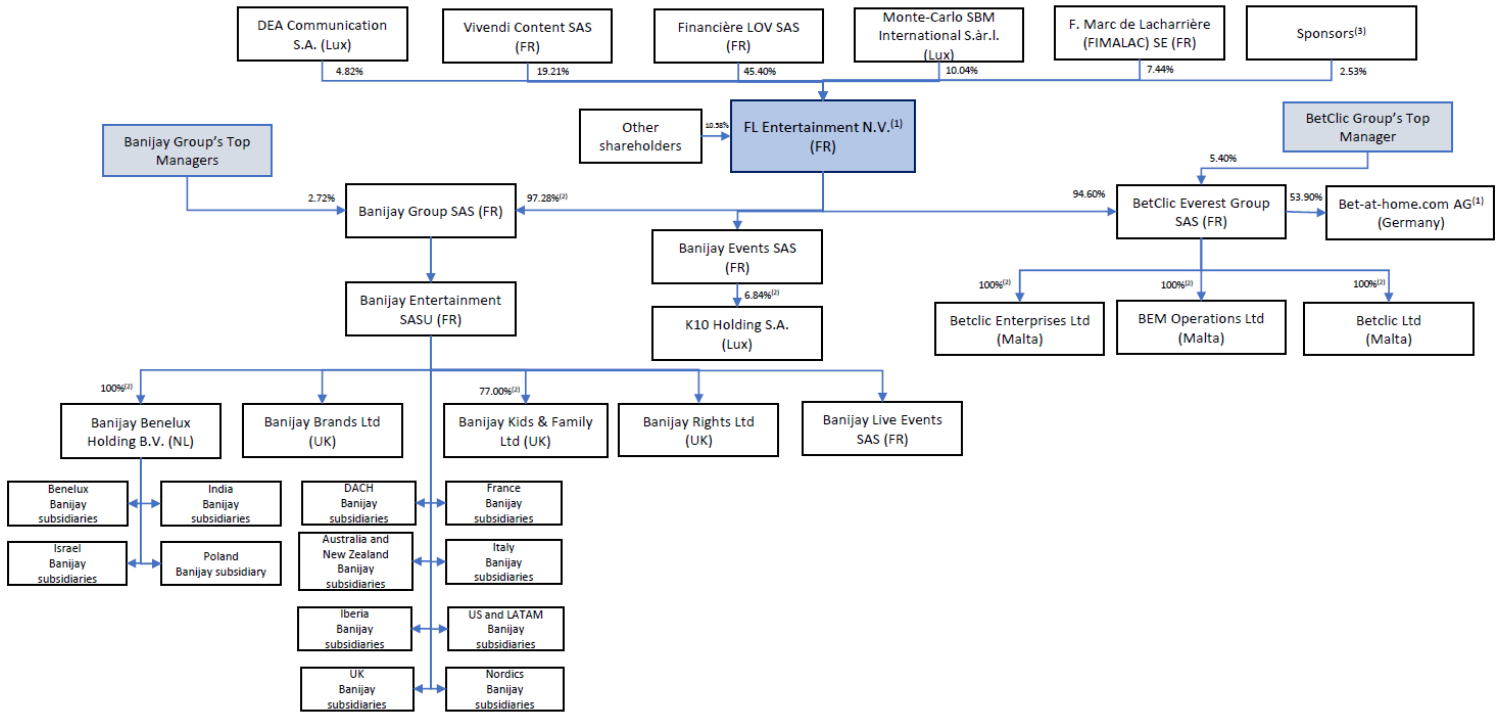 DEA Communication
S.A. (Lux)
Vivendi Content SAS
(FR)
Financière LOV SAS
(FR)
Monte-Carlo SBM
International S.àr.l.
(Lux)
F. Marc de Lacharrière
(FIMALAC) SE (FR)
Sponsors(3)
4.82%
19.21%
45.40%
10.04%
7.44%
2.53%
Other
shareholders
10.58%
FL Entertainment N.V.(1)
(FR)
Banijay Group's Top
Managers
BetClic Group's Top
Manager
5.40%
2.72%
Banijay Group SAS (FR)
97.28%(2)
94.60%
BetClic Everest Group
SAS (FR)
53.90%
Bet-at-home.com AG(1)
(Germany)
Banijay Events SAS
(FR)
6.84%(2)
K10 Holding S.A.
(Lux)
100%(2)
100%(2)
100%(2)
Betclic Enterprises Ltd
(Malta)
BEM Operations Ltd
(Malta)
Betclic Ltd
(Malta)
Banijay Entertainment
SASU (FR)
100%(2)
77.00%(2)
Banijay Benelux
Holding B.V. (NL)
Banijay Brands Ltd
(UK)
Banijay Kids & Family
Ltd (UK)
Banijay Rights Ltd
(UK)
Banijay Live Events
SAS (FR)
Benelux
Banijay
subsidiaries
India
Banijay
subsidiaries
Israel
Banijay
subsidiaries
Poland
Banijay subsidiary
DACH
Banijay
subsidiaries
France
Banijay
subsidiaries
Australia and
New Zealand
Banijay
subsidiaries
Italy
Banijay
subsidiaries
Iberia
Banijay
subsidiaries
US and LATAM
Banijay
subsidiaries
UK
Banijay
subsidiaries
Nordics
Banijay
subsidiaries